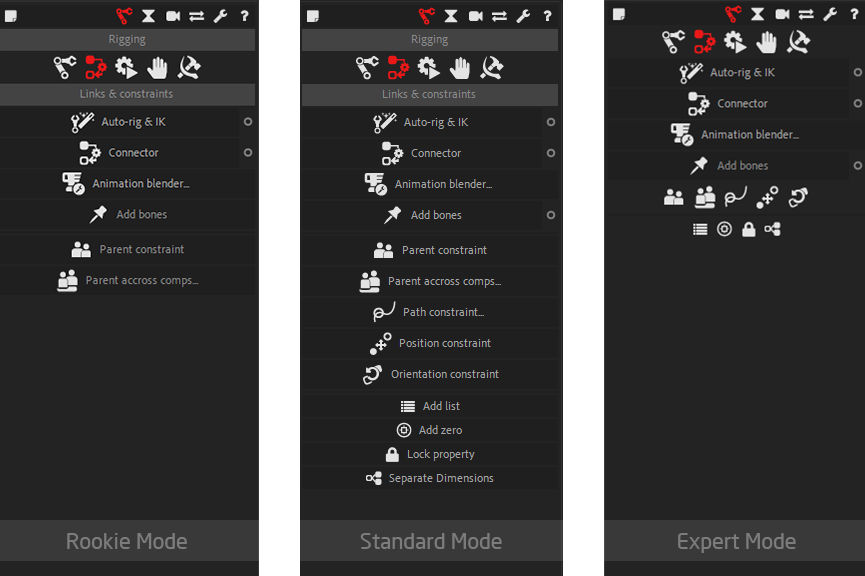 ?
Rigging
Links & constraints
Auto-rig & IK
Connector
Animation blender...
Add bones
Parent constraint
Parent accross comps...
Rookie Mode
?
Rigging
Links & constraints
Auto-rig & IK
Connector
Animation blender...
Add bones
Parent constraint
Parent accross comps...
Path constraint...
Position constraint
Orientation constraint
Add list
Add zero
Lock property
Separate Dimensions
Standard Mode
?
Auto-rig & IK
Connector
Animation blender...
Add bones
Expert Mode